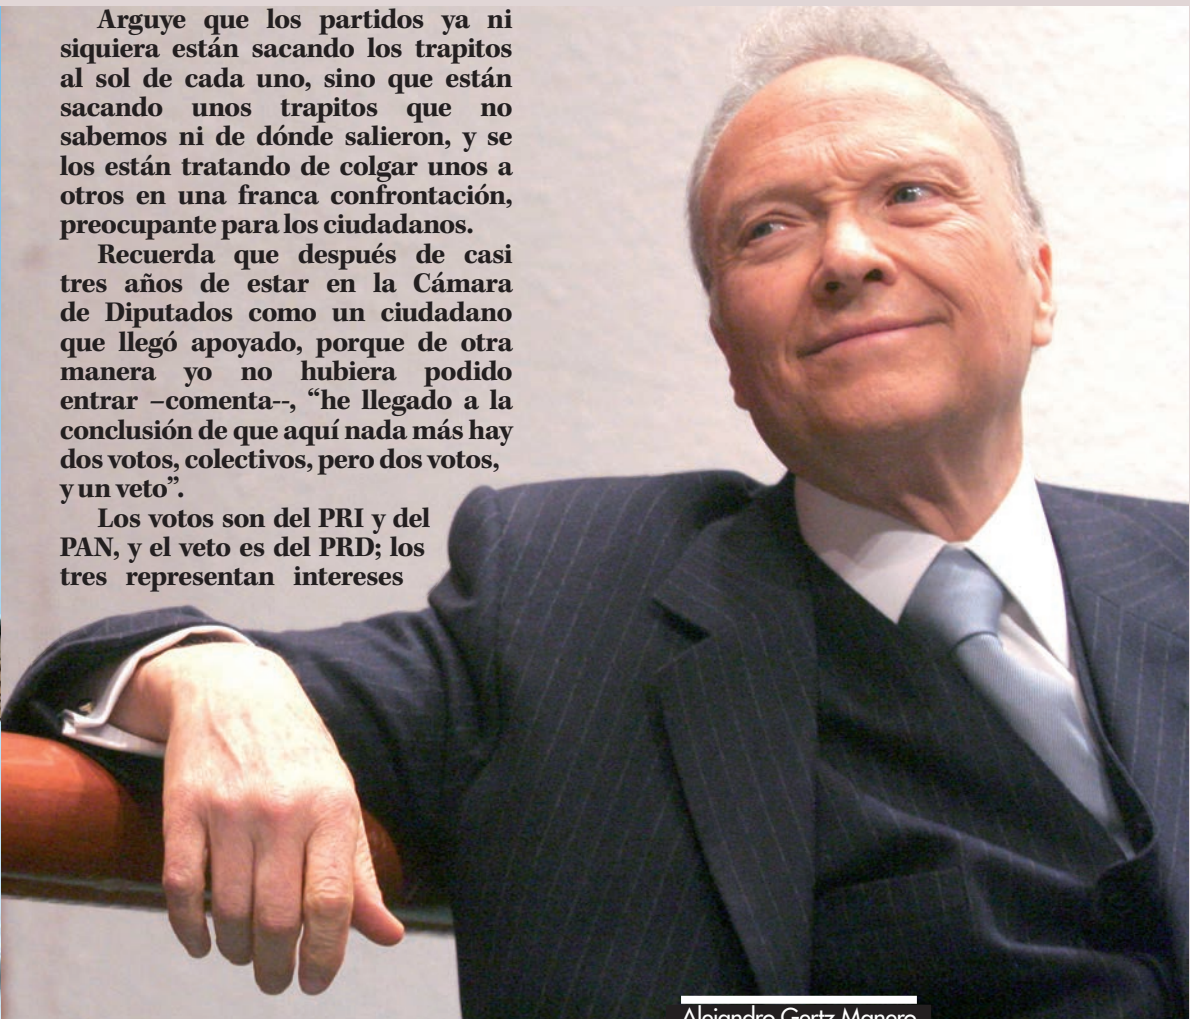 Arguye que los partidos ya ni
siquiera están sacando los trapitos
al sol de cada uno, sino que están
sacando unos trapitos que no
sabemos ni de dónde salieron, y se
los están tratando de colgar unos a
otros en una franca confrontación,
preocupante para los ciudadanos.
Recuerda que después de casi
tres años de estar en la Cámara
de Diputados como un ciudadano
que llegó apoyado, porque de otra
manera yo no hubiera podido
entrar –comenta--, “he llegado a la
conclusión de que aquí nada más hay
dos votos, colectivos, pero dos votos,
y un veto”.
Los votos son del PRI y del
PAN, y el veto es del PRD; los
tres representan intereses
Alejandro Gertz Manero